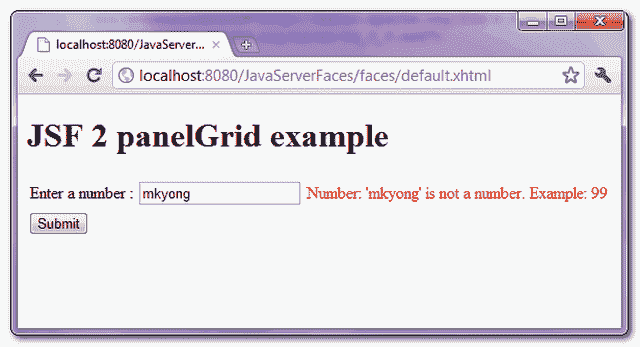 localhost:8080/JavaServer...
localhost:8080/JavaServerFaces/faces/default.xhtml
JSF 2 panelGrid example
Enter a number : mkyong Number: 'mkyong' is not a number. Example: 99
Submit